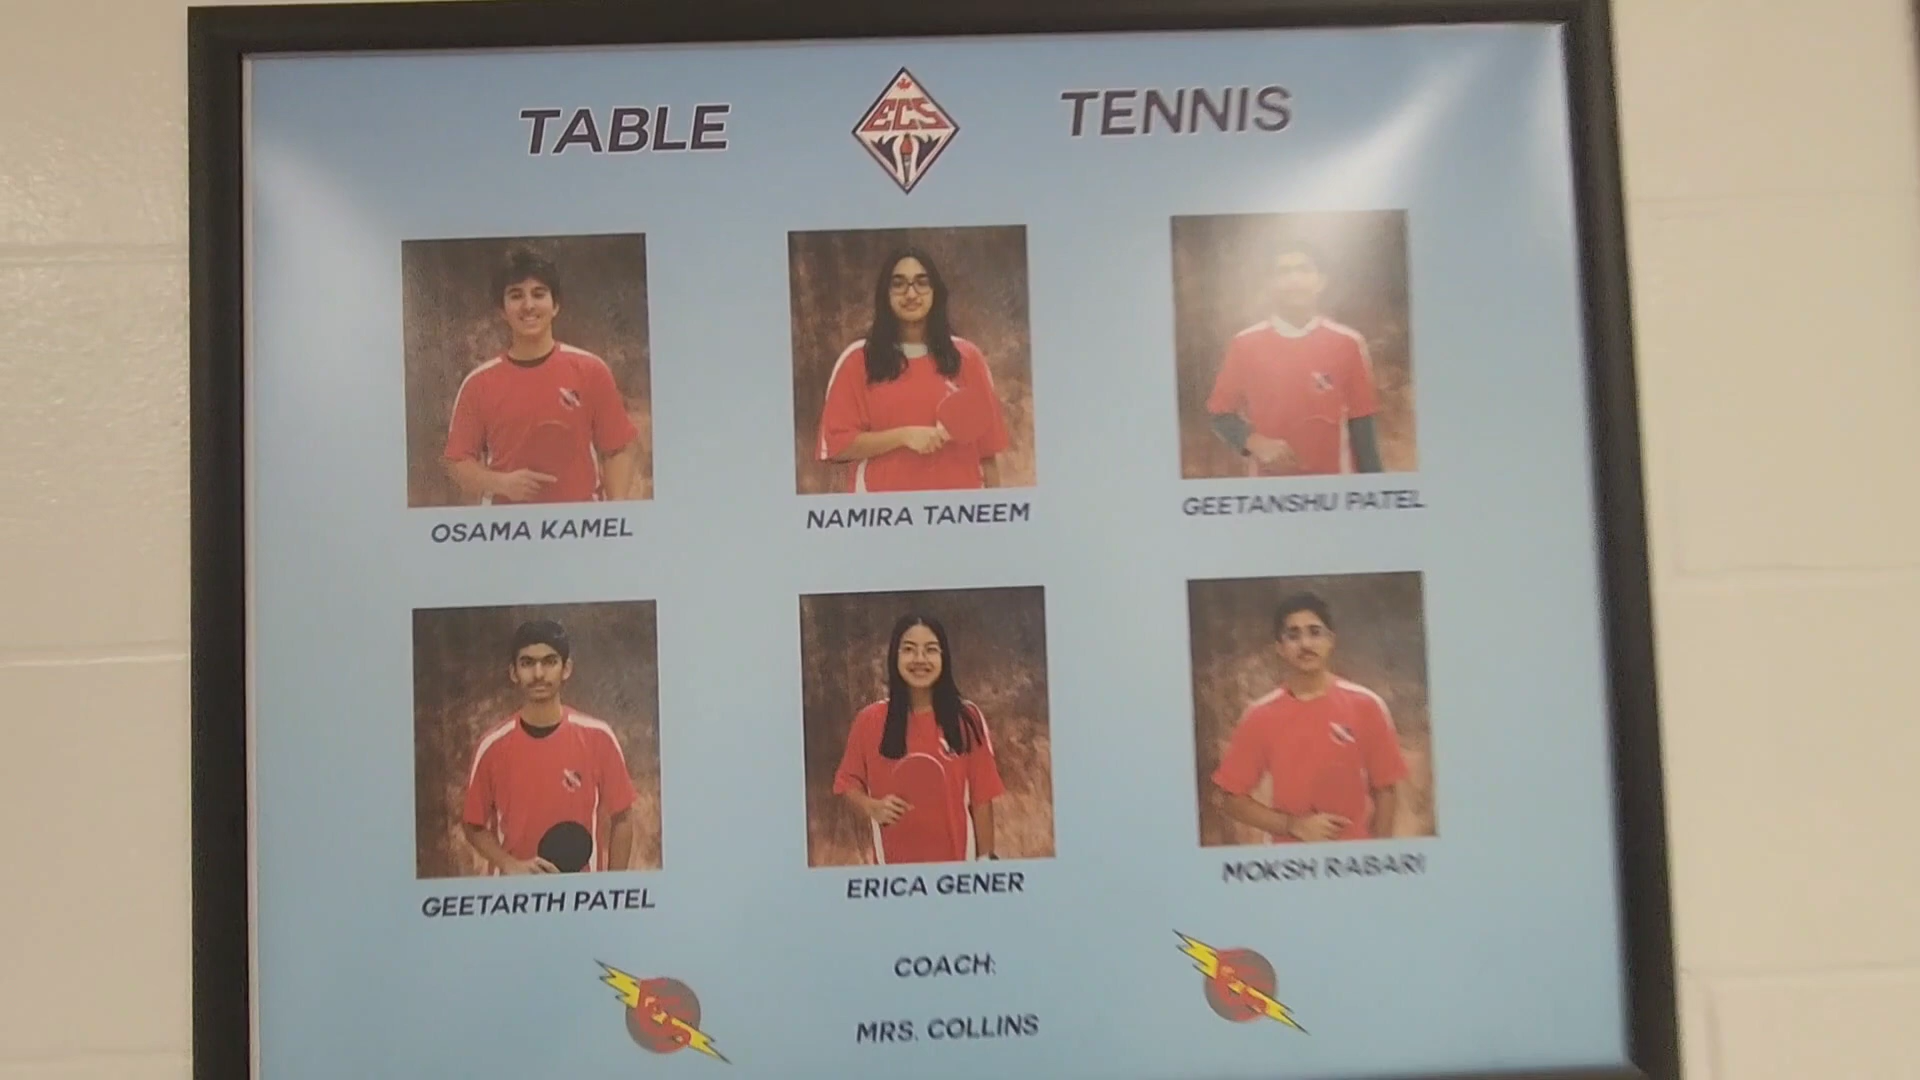 TABLE ECS TENNIS
OSAMA KAMEL NAMIRA TANEEM GEETANSHU PATEL
GEETARTH PATEL ERICA GENER MOKSH RABARI
COACH:
MRS. COLLINS